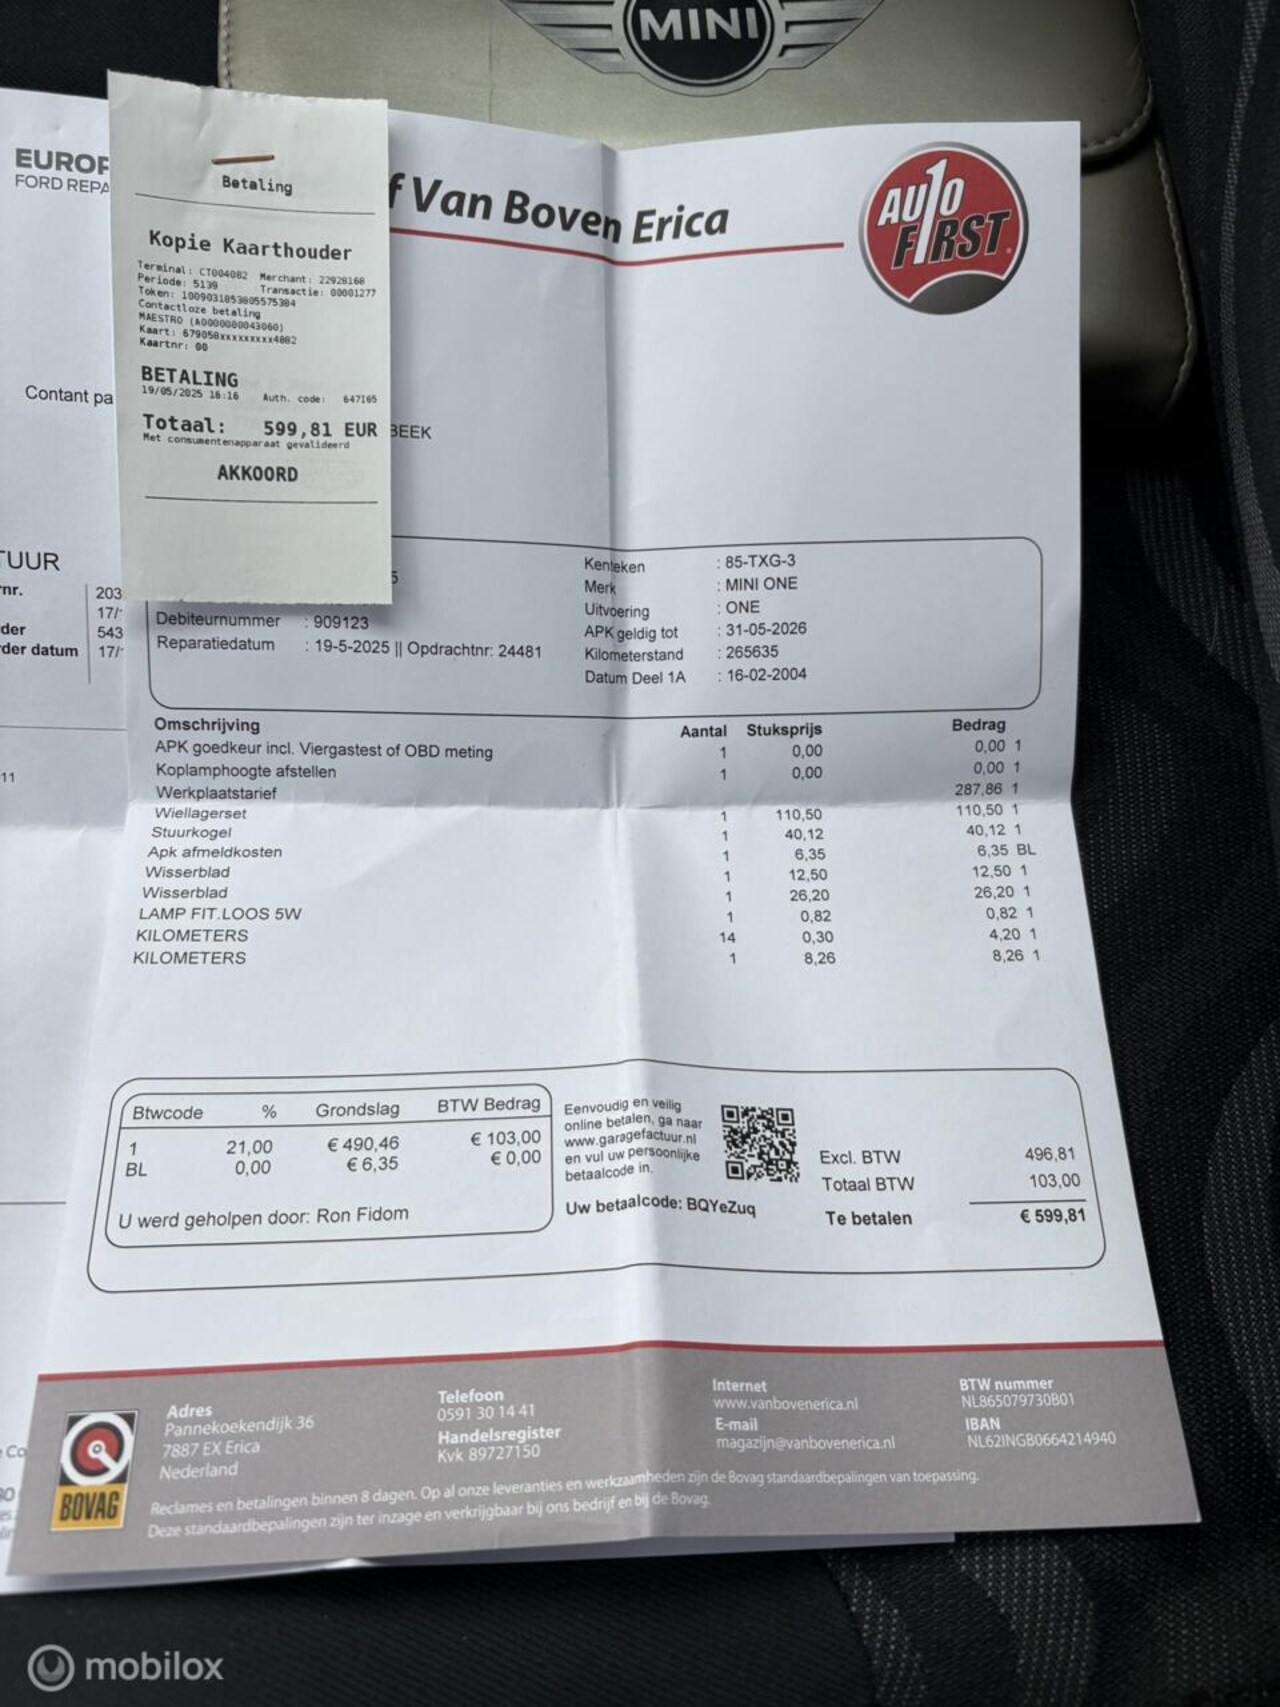 MINI
EUROP
FORD REPA
Contant pa
TUUR
rnr.
203
17/
der
543
rder datum
17/
11
Betaling
Kopie Kaarthouder
Terminal: CT004082 Merchant: 22928168
Periode: 5139 Transactie: 00001277
Token: 1009031853805575384
Contactloze betaling
MAESTRO (A0000000043060)
Kaart: 679058xxxxxxxxx4882
Kaartnr: 00
BETALING
19/05/2025 16:16 Auth. code: 647165
Totaal: 599,81 EUR
Met consumentenapparaat gevalideerd
AKKOORD
f Van Boven Erica
AUTO
FIRST
BEEK
5
Debiteurnummer : 909123
Reparatiedatum : 19-5-2025 || Opdrachtnr: 24481
Kenteken : 85-TXG-3
Merk : MINI ONE
Uitvoering : ONE
APK geldig tot : 31-05-2026
Kilometerstand : 265635
Datum Deel 1A : 16-02-2004
Omschrijving Aantal Stuksprijs Bedrag
APK goedkeur incl. Viergastest of OBD meting 1 0,00 0,00 1
Koplamphoogte afstellen 1 0,00 0,00 1
Werkplaatstarief 287,86 1
Wiellagerset 1 110,50 110,50 1
Stuurkogel 1 40,12 40,12 1
Apk afmeldkosten 1 6,35 6,35 BL
Wisserblad 1 12,50 12,50 1
Wisserblad 1 26,20 26,20 1
LAMP FIT.LOOS 5W 1 0,82 0,82 1
KILOMETERS 14 0,30 4,20 1
KILOMETERS 1 8,26 8,26 1
Btwcode % Grondslag BTW Bedrag
1 21,00 € 490,46 € 103,00
BL 0,00 € 6,35 € 0,00
U werd geholpen door: Ron Fidom
Eenvoudig en veilig
online betalen, ga naar
www.garagefactuur.nl
en vul uw persoonlijke
betaalcode in.
Uw betaalcode: BQYeZuq
Excl. BTW 496,81
Totaal BTW 103,00
Te betalen € 599,81
BOVAG
Adres
Pannekoekendijk 36
7887 EX Erica
Nederland
Telefoon
0591 30 14 41
Handelsregister
Kvk 89727150
Internet
www.vanbovenerica.nl
E-mail
magazijn@vanbovenerica.nl
BTW nummer
NL865079730B01
IBAN
NL62INGB0664214940
Reclames en betalingen binnen 8 dagen. Op al onze leveranties en werkzaamheden zijn de Bovag standaardbepalingen van toepassing.
Deze standaardbepalingen zijn ter inzage en verkrijgbaar bij ons bedrijf en bij de Bovag.
mobilox